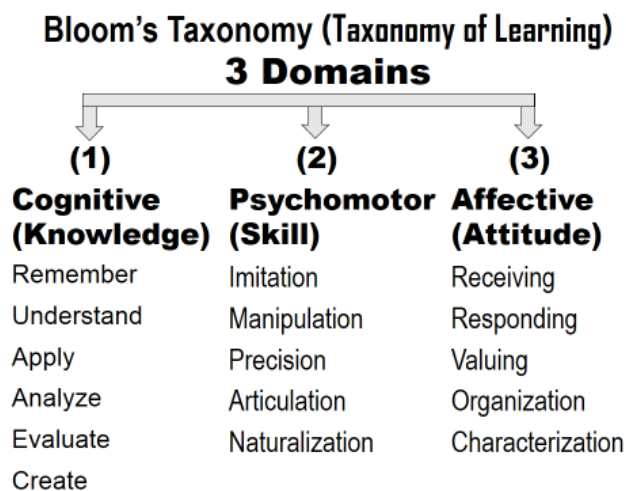 Bloom's Taxonomy (Taxonomy of Learning)
3 Domains
(1)
Cognitive
(Knowledge)
Remember
Understand
Apply
Analyze
Evaluate
Create
(2)
Psychomotor
(Skill)
Imitation
Manipulation
Precision
Articulation
Naturalization
(3)
Affective
(Attitude)
Receiving
Responding
Valuing
Organization
Characterization